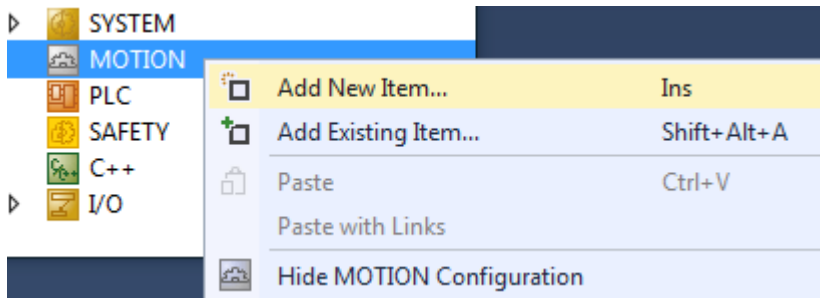 SYSTEM
MOTION
PLC
SAFETY
C++
I/O
Add New Item... Ins
Add Existing Item... Shift+Alt+A
Paste Ctrl+V
Paste with Links
Hide MOTION Configuration